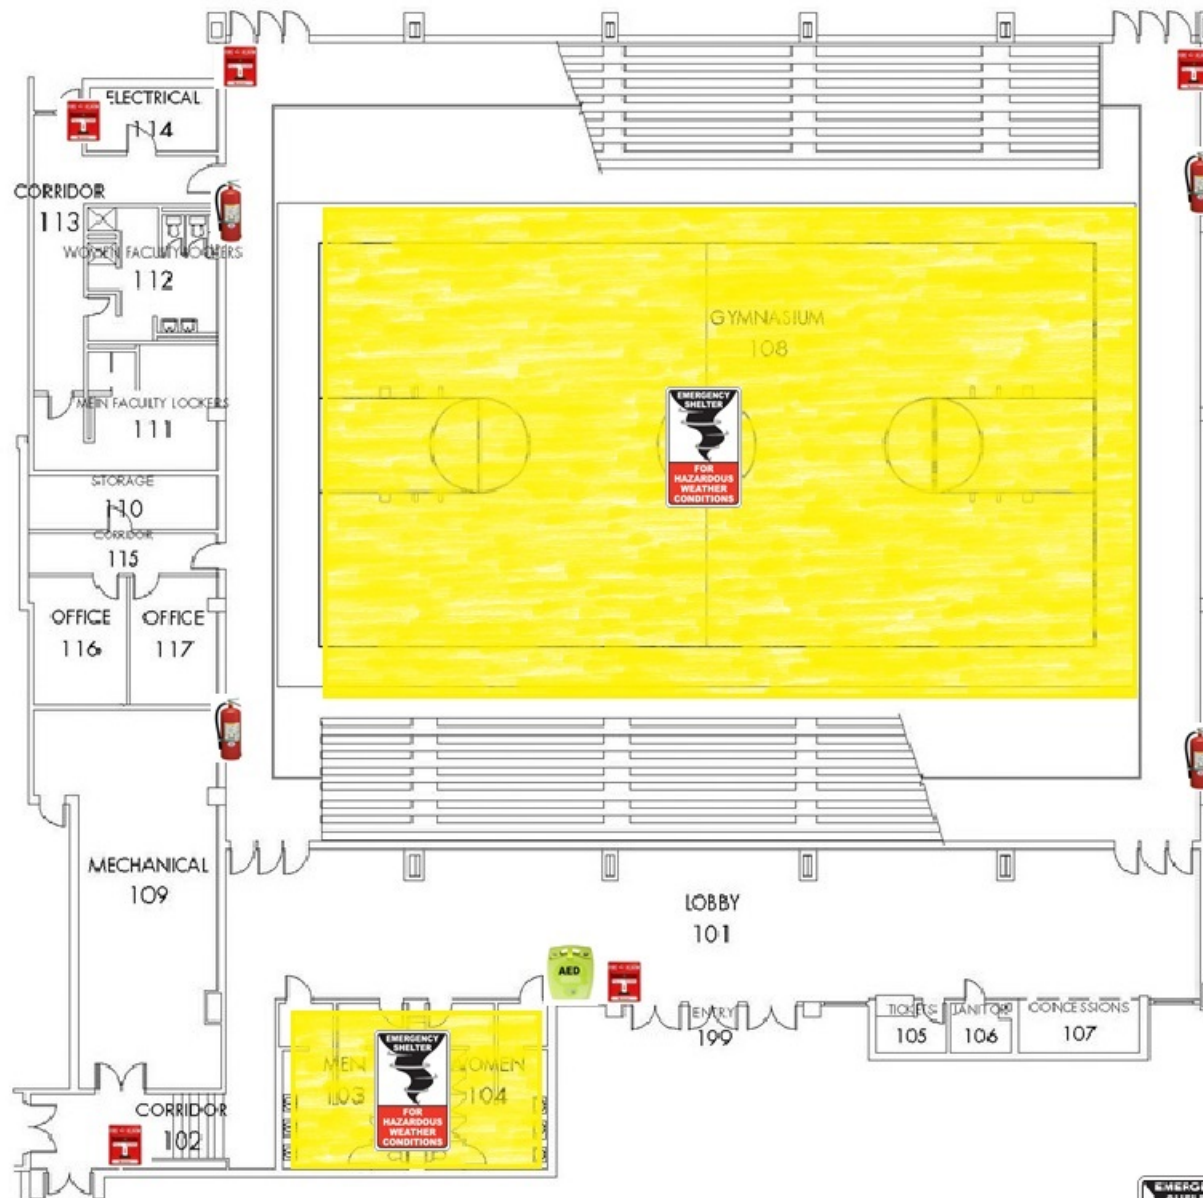 ELECTRICAL
114
CORRIDOR
113
WOMEN FACULTY LOCKERS
112
GYMNASIUM
108
EMERGENCY
SHELTER
FOR
HAZARDOUS
WEATHER
CONDITIONS
MEN FACUILTY LOCKERS
111
STORAGE
110
CORRIDOR
115
OFFICE
116
OFFICE
117
MECHANICAL
109
LOBBY
101
AED
ENTRY
199
TICKETS
105
JANITOR
106
CONCESSIONS
107
MEN
103
WOMEN
104
EMERGENCY
SHELTER
FOR
HAZARDOUS
WEATHER
CONDITIONS
CORRIDOR
102